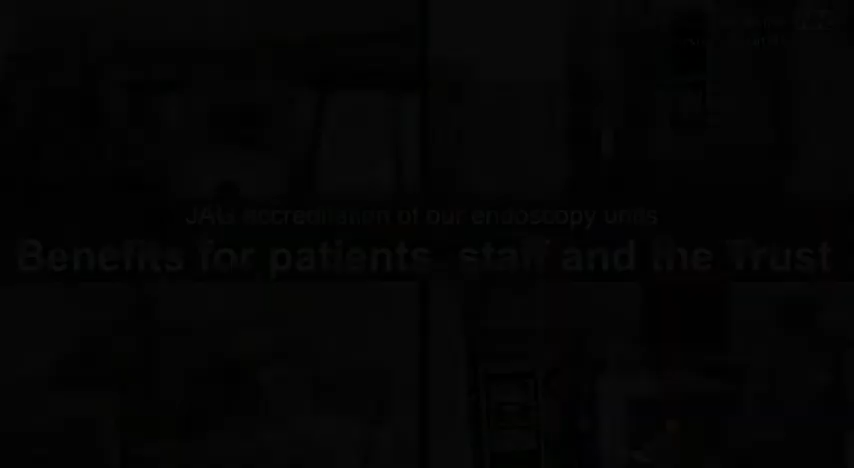 JAG accreditation of our endoscopy units
Benefits for patients, staff and the Trust